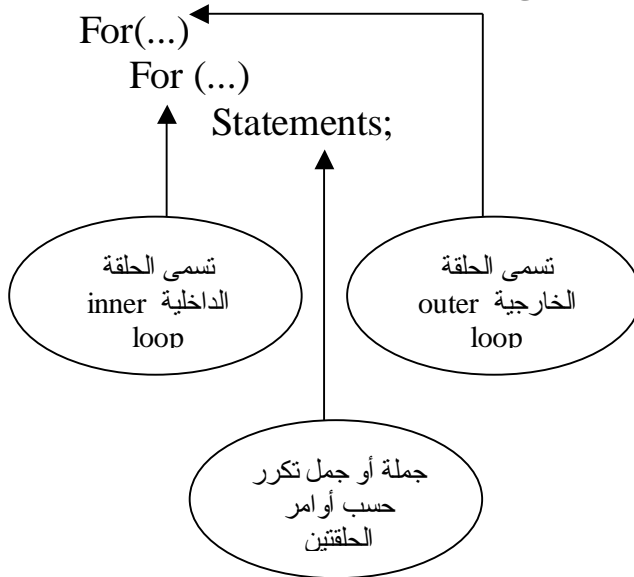 For(...)
For (...)
Statements;
تسمى الحلقة
الداخلية inner
loop
تسمى الحلقة
الخارجية outer
loop
جملة أو جمل تكرر
حسب أوامر
الحلقتين